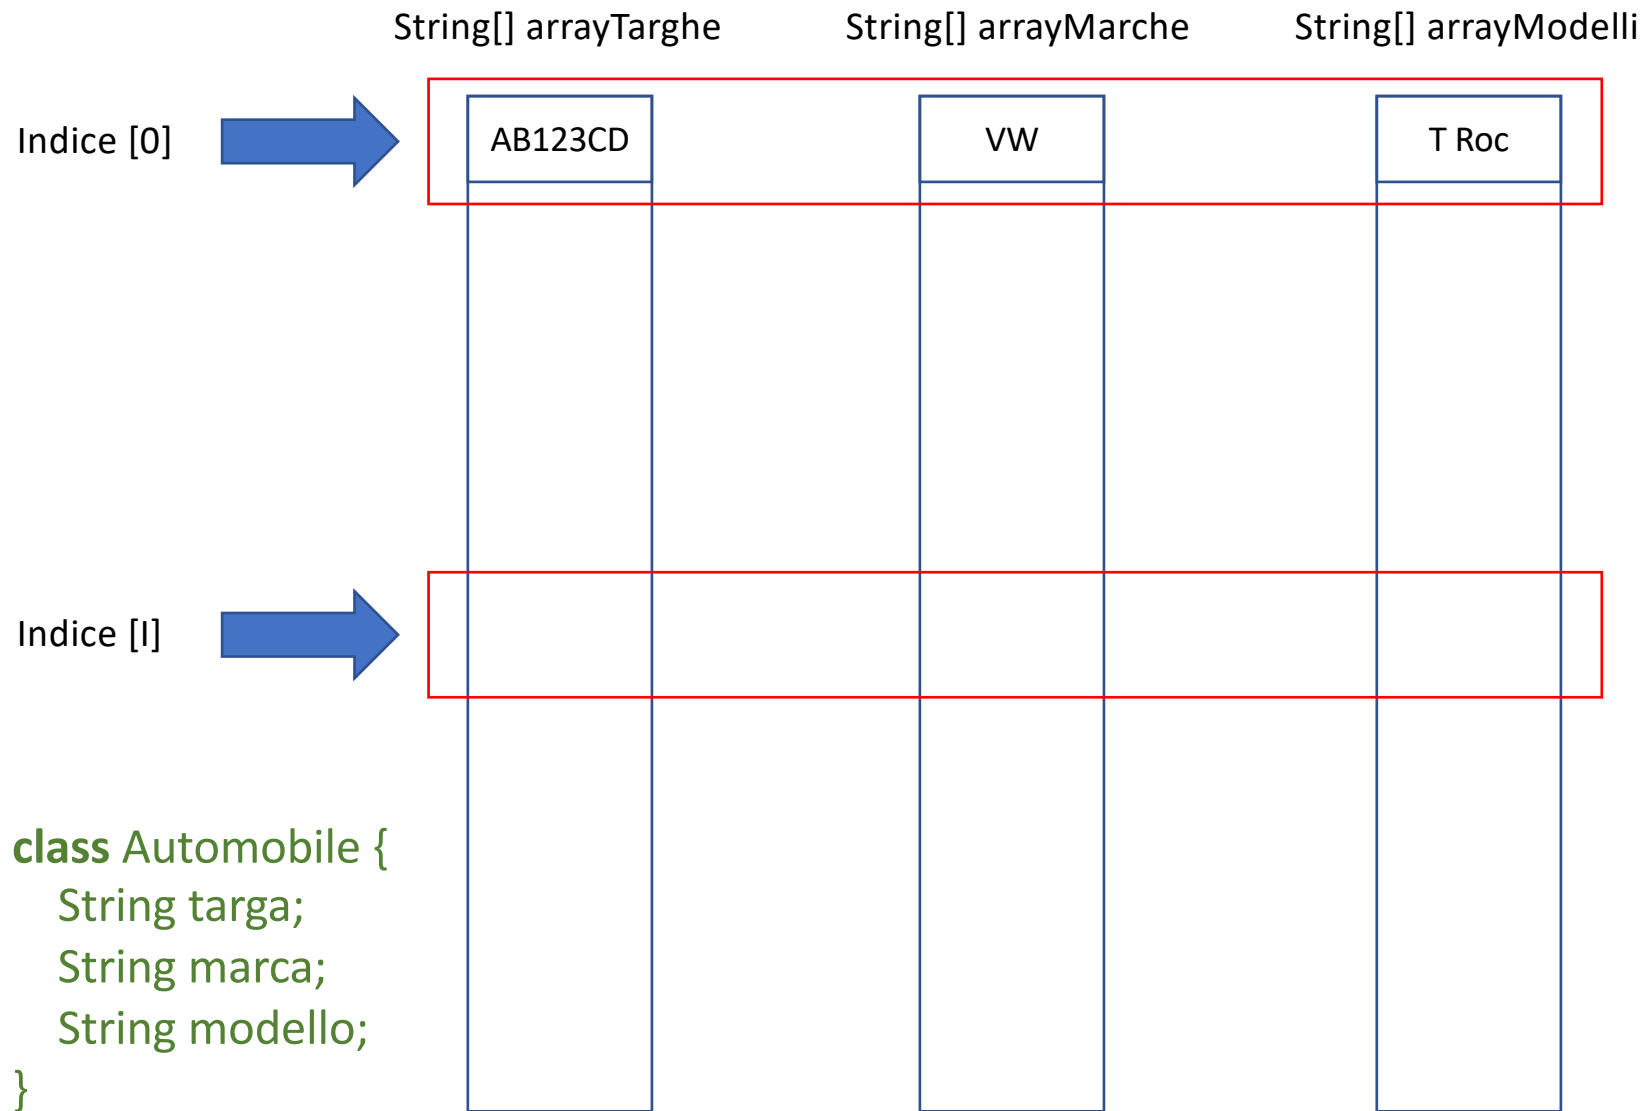 String[] arrayTarghe String[] arrayMarche String[] arrayModelli
Indice [0] AB123CD VW T Roc
Indice [I]
class Automobile {
String targa;
String marca;
String modello;
}